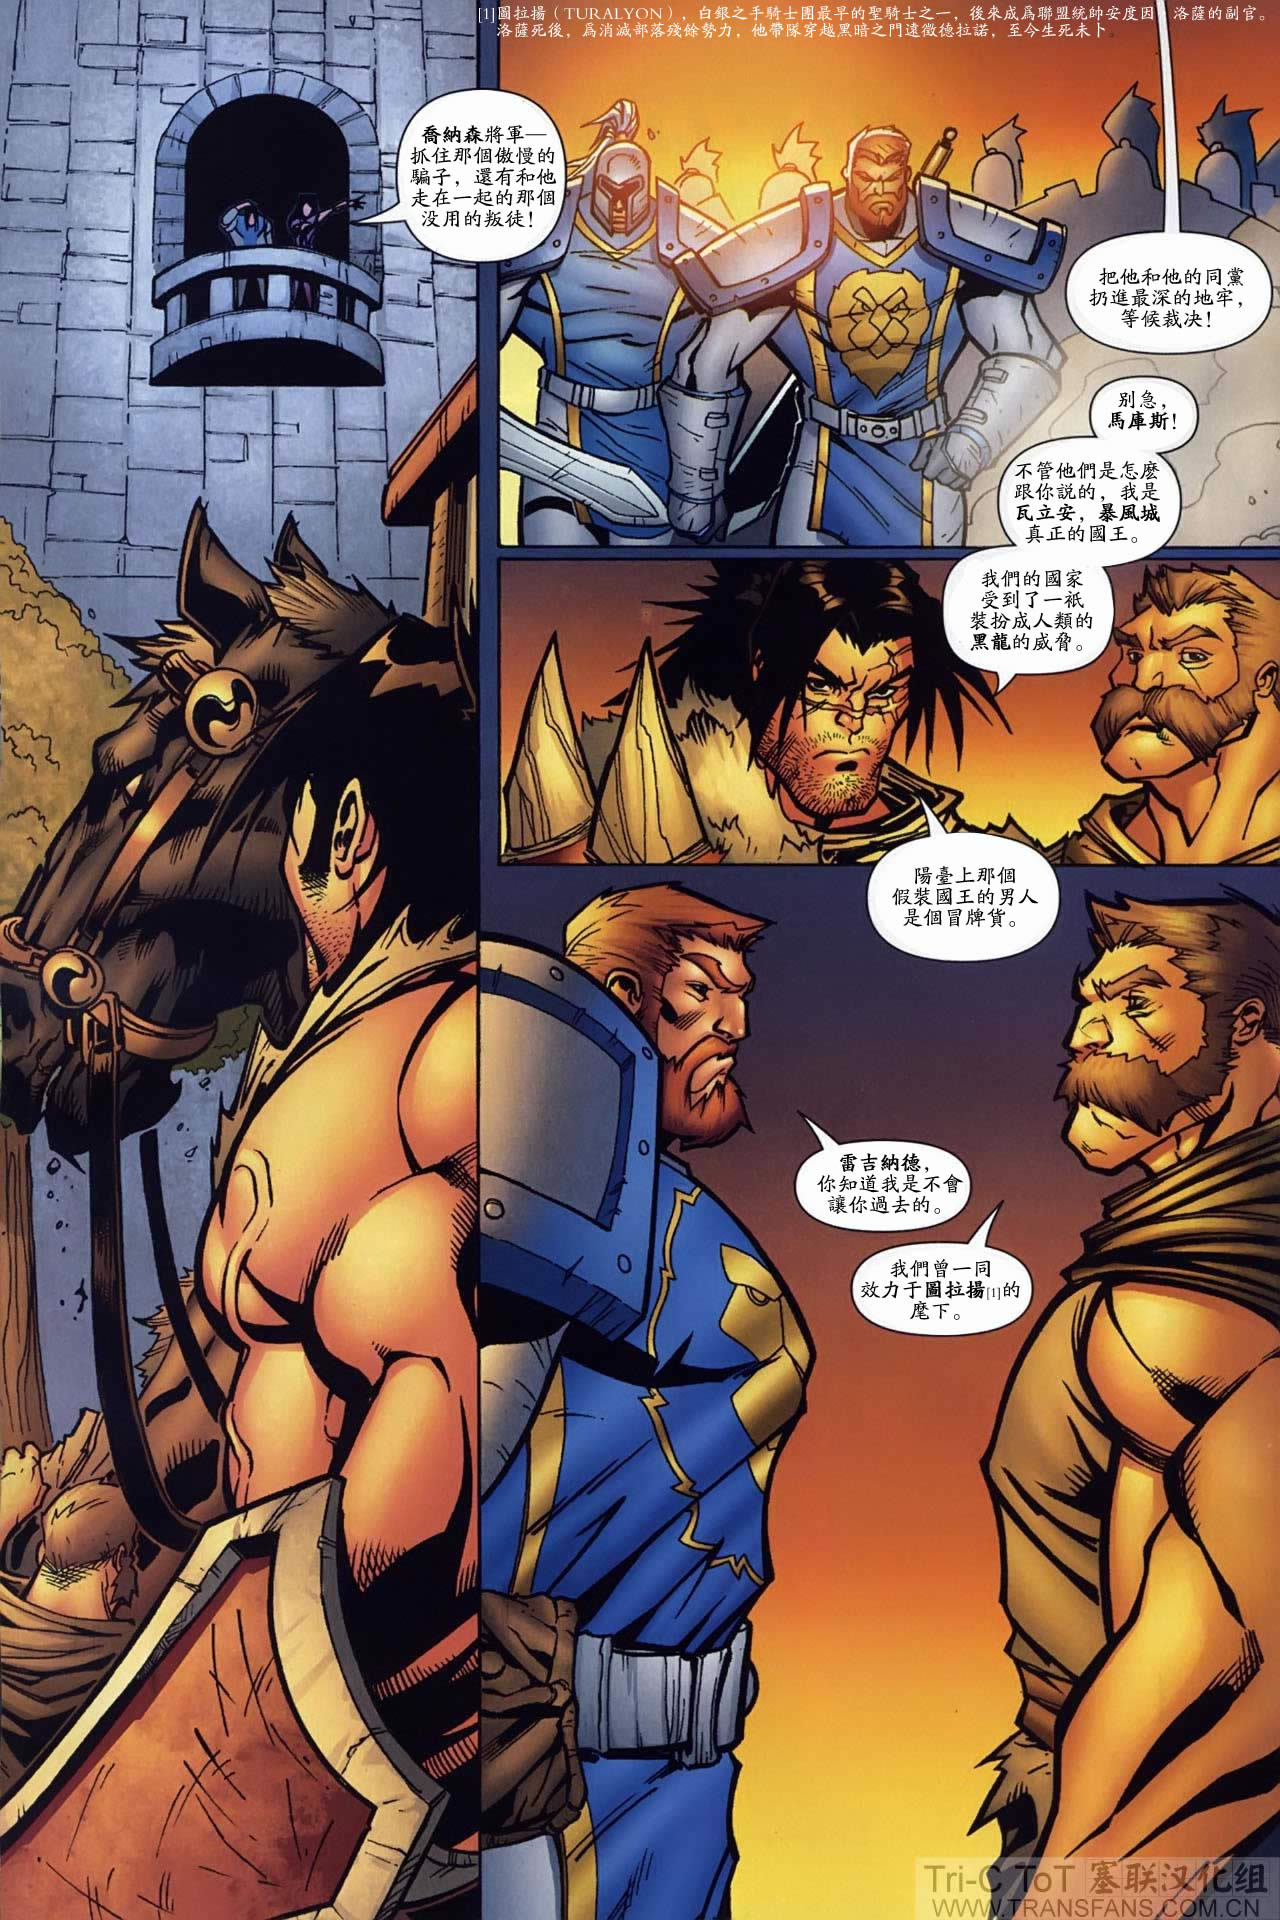 [1]圖拉揚（TURALYON），白銀之手騎士團最早的聖騎士之一，後來成爲聯盟統帥安度因·洛薩的副官。
洛薩死後，爲消滅部落殘餘勢力，他帶隊穿越黑暗之門遠徵德拉諾，至今生死未卜。
喬納森將軍—
抓住那個傲慢的
騙子，還有和他
走在一起的那個
没用的叛徒！
把他和他的同黨
扔進最深的地牢，
等候裁决！
别急，
馬庫斯！
不管他們是怎麽
跟你説的，我是
瓦立安，暴風城
真正的國王。
我們的國家
受到了一衹
裝扮成人類的
黑龍的威脅。
陽臺上那個
假裝國王的男人
是個冒牌貨。
雷吉納德，
你知道我是不會
讓你過去的。
我們曾一同
效力于圖拉揚[1]的
麾下。
Tri-C ToT 塞联汉化组
WWW.TRANSFANS.COM.CN